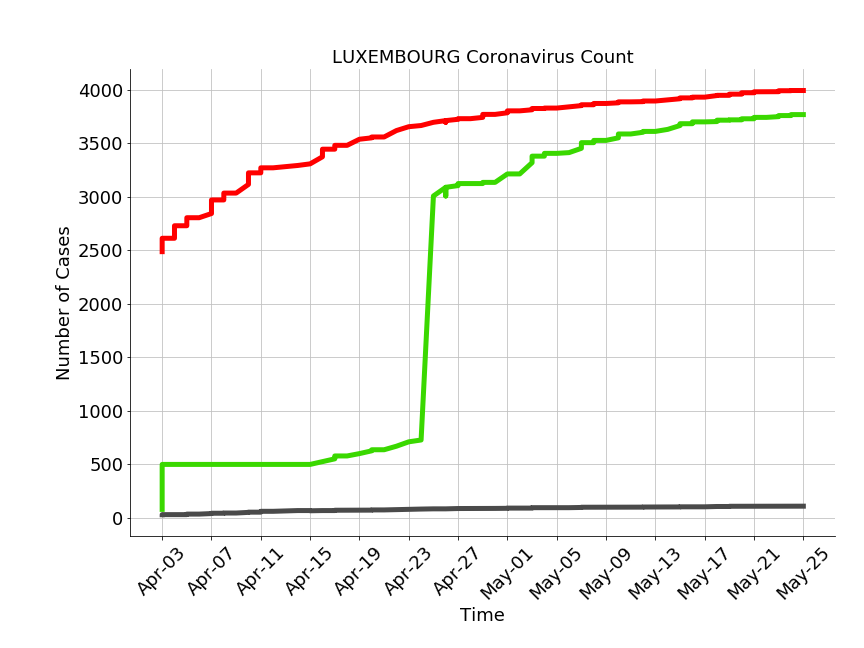 LUXEMBOURG Coronavirus Count
Number of Cases
4000
3500
3000
2500
2000
1500
1000
500
0
Apr-03
Apr-07
Apr-11
Apr-15
Apr-19
Apr-23
Apr-27
May-01
May-05
May-09
May-13
May-17
May-21
May-25
Time